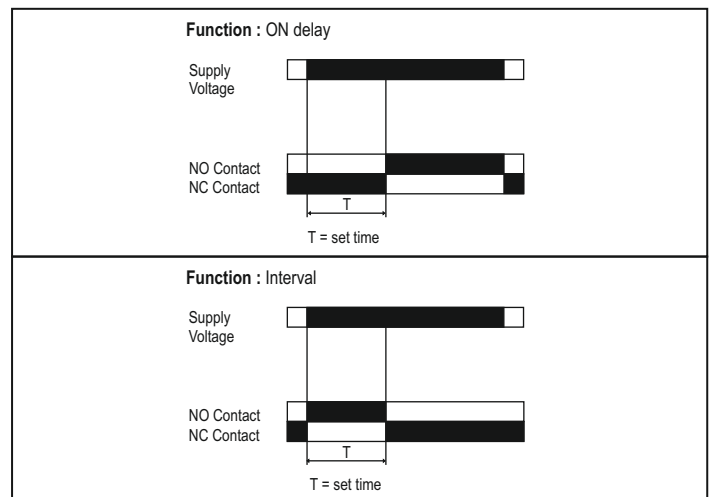 Function : ON delay
Supply
Voltage
NO Contact
NC Contact
T
T = set time
Function : Interval
Supply
Voltage
NO Contact
NC Contact
T
T = set time